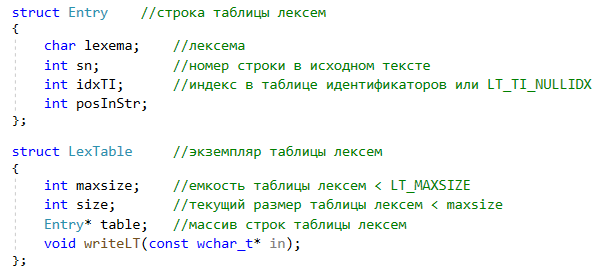 struct Entry    //строка таблицы лексем
{
    char lexema;    //лексема
    int sn;         //номер строки в исходном тексте
    int idxTI;      //индекс в таблице идентификаторов или LT_TI_NULLIDX
    int posInStr;
};
struct LexTable     //экземпляр таблицы лексем
{
    int maxsize;    //емкость таблицы лексем < LT_MAXSIZE
    int size;       //текущий размер таблицы лексем < maxsize
    Entry* table;   //массив строк таблицы лексем
    void writeLT(const wchar_t* in);
};